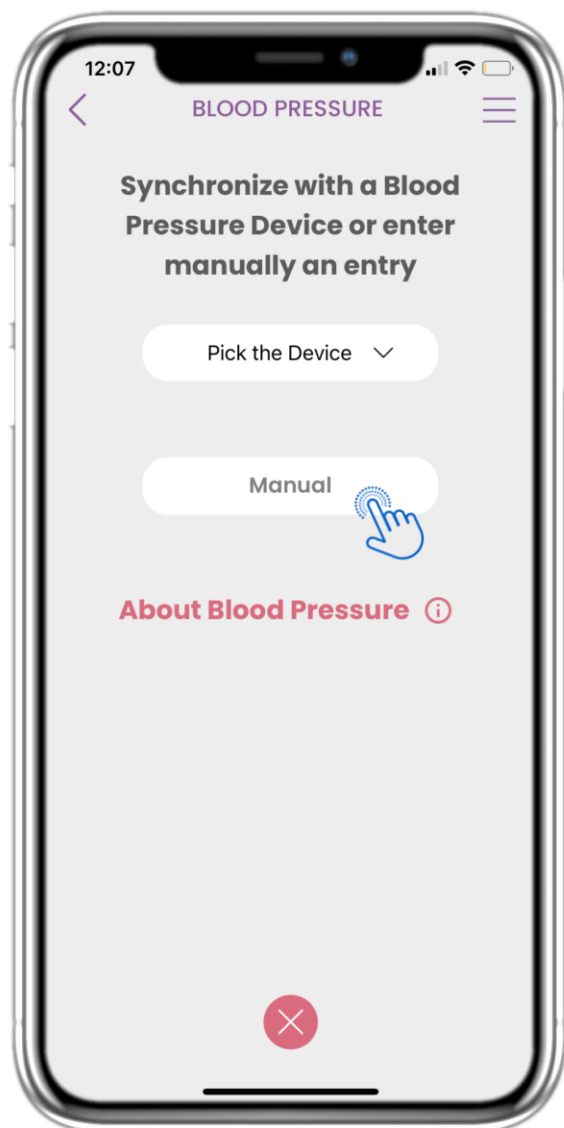 12:07
BLOOD PRESSURE
Synchronize with a Blood
Pressure Device or enter
manually an entry
Pick the Device
Manual
About Blood Pressure